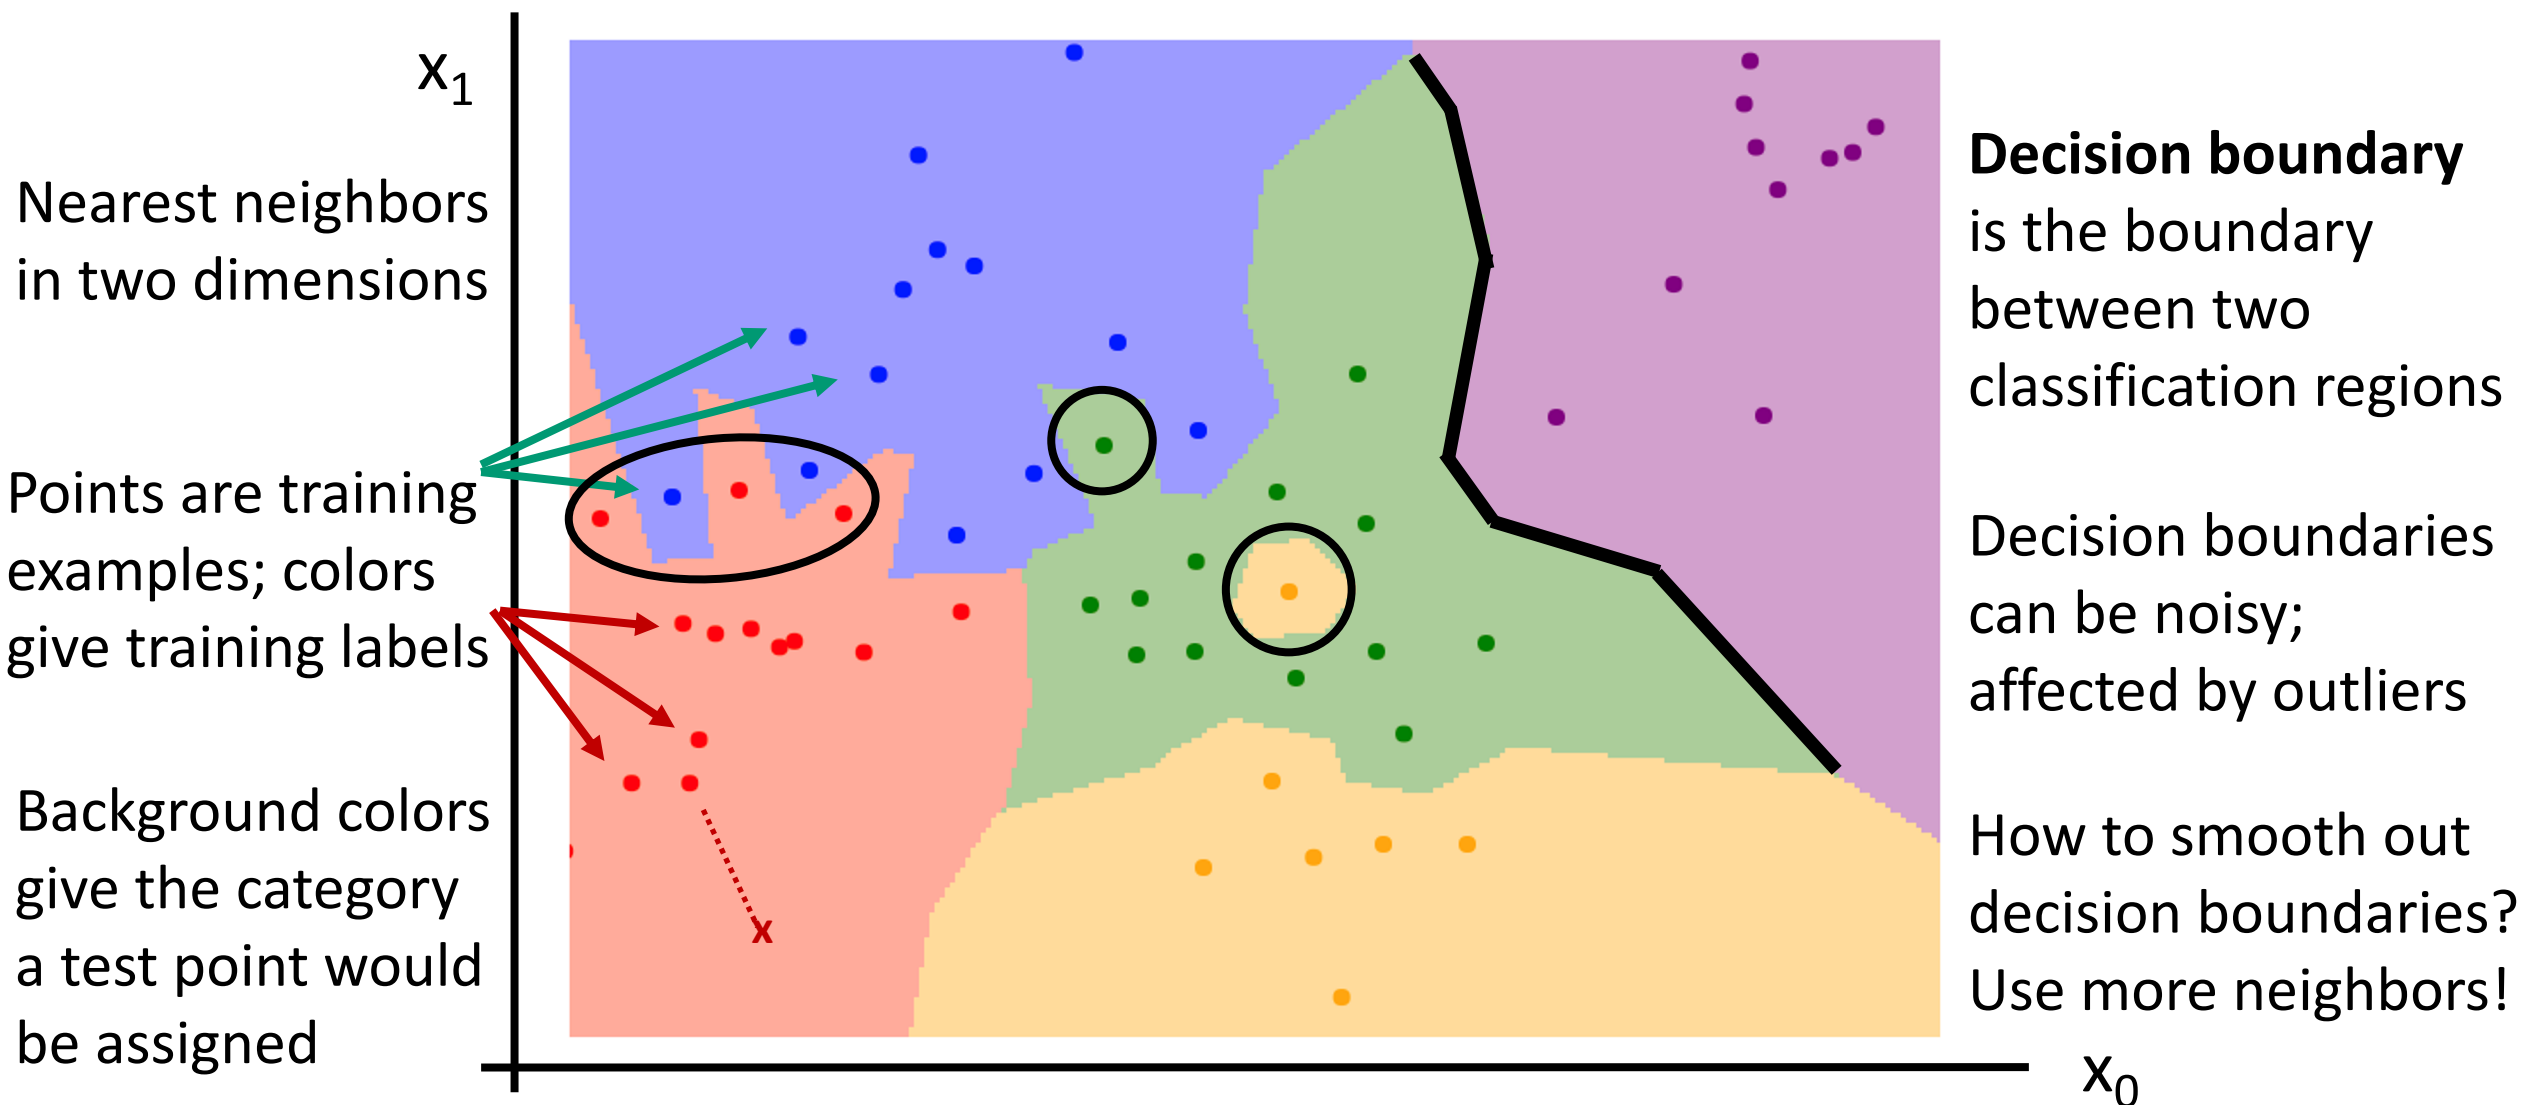 x1
Nearest neighbors
in two dimensions
Points are training
examples; colors
give training labels
Background colors
give the category
a test point would
be assigned
x
Decision boundary
is the boundary
between two
classification regions
Decision boundaries
can be noisy;
affected by outliers
How to smooth out
decision boundaries?
Use more neighbors!
x0